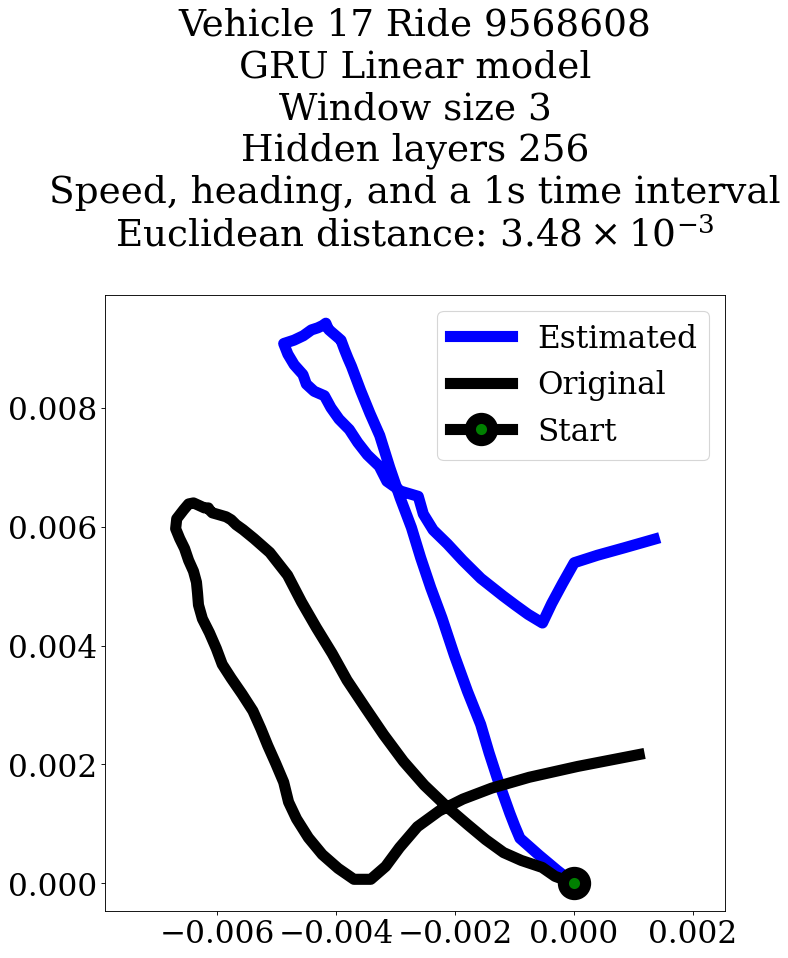 Vehicle 17 Ride 9568608
GRU Linear model
Window size 3
Hidden layers 256
Speed, heading, and a 1s time interval
Euclidean distance: 3.48 × 10⁻³
Estimated
Original
Start
0.008
0.006
0.004
0.002
0.000
−0.006 −0.004 −0.002 0.000 0.002